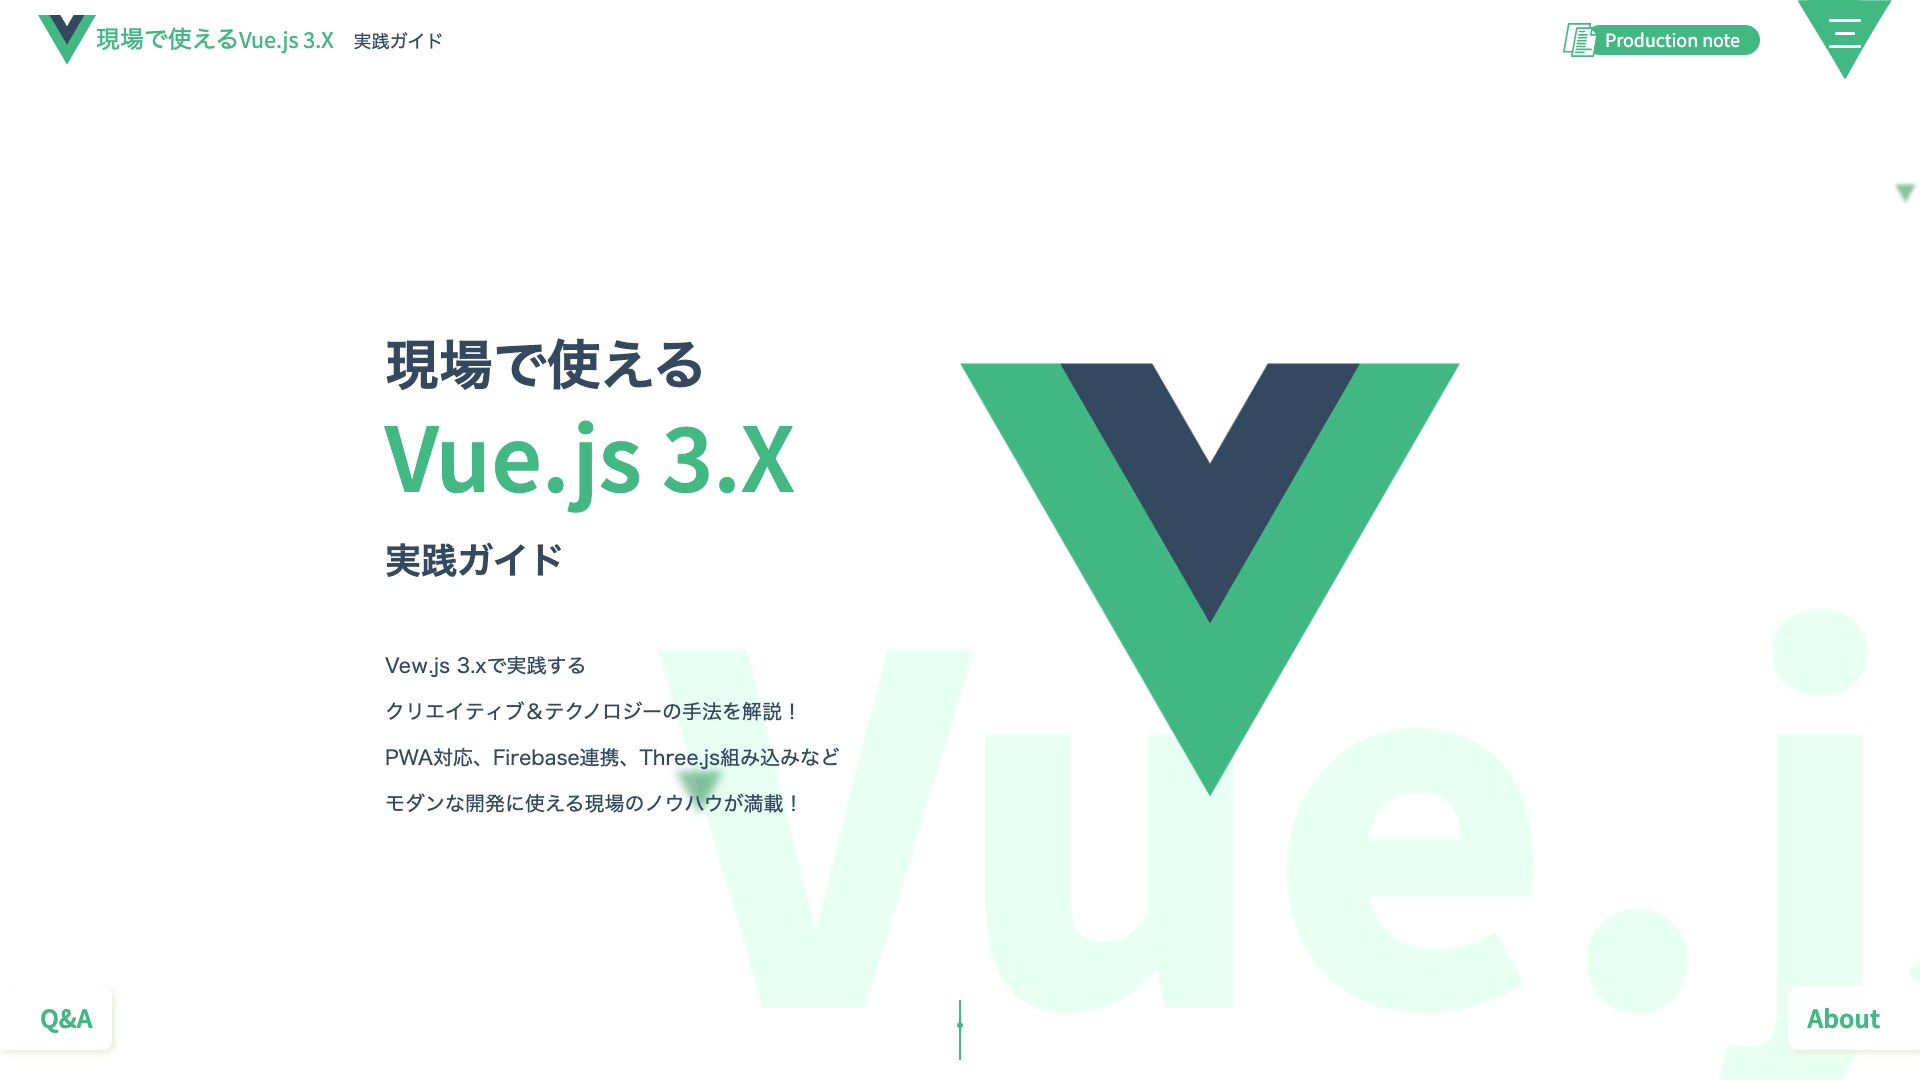 現場で使えるVue.js 3.X 実践ガイド
Production note
現場で使える
Vue.js 3.X
実践ガイド
Vew.js 3.xで実践する
クリエイティブ＆テクノロジーの手法を解説！
PWA対応、Firebase連携、Three.js組み込みなど
モダンな開発に使える現場のノウハウが満載！
Vue.js
Q&A
About